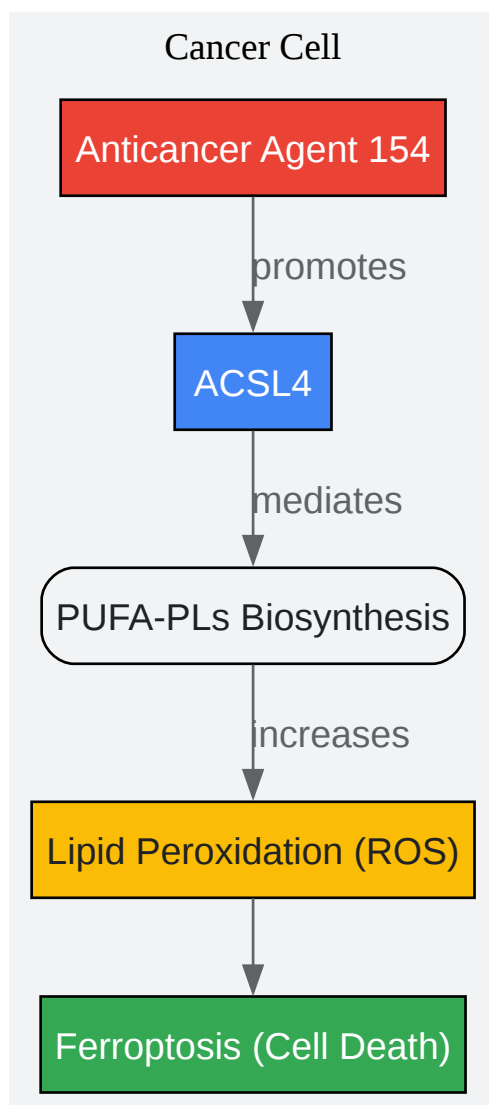 Cancer Cell
Anticancer Agent 154
promotes
ACSL4
mediates
PUFA-PLs Biosynthesis
increases
Lipid Peroxidation (ROS)
Ferroptosis (Cell Death)